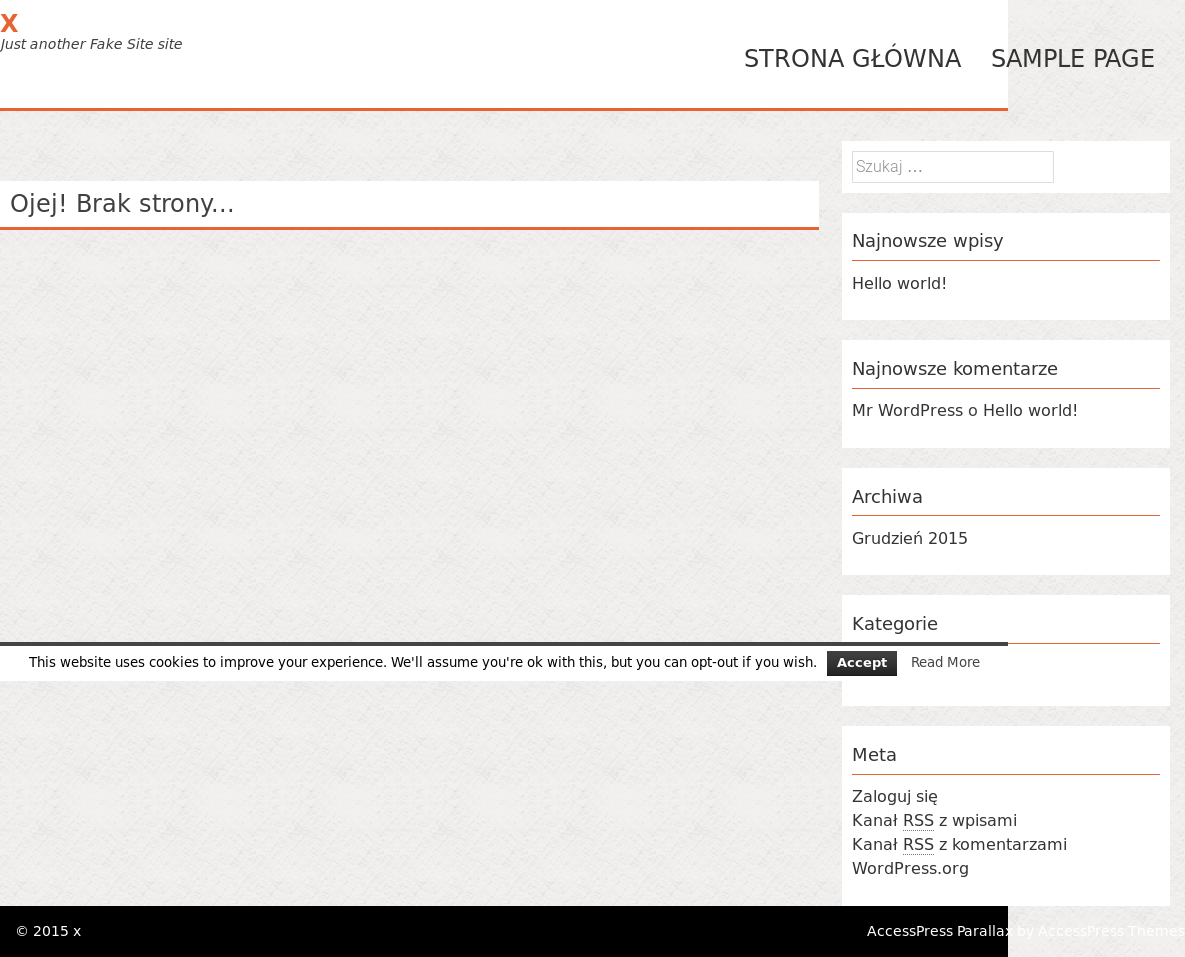 X
Just another Fake Site site
STRONA GŁÓWNA SAMPLE PAGE
Ojej! Brak strony...
Szukaj …
Najnowsze wpisy
Hello world!
Najnowsze komentarze
Mr WordPress o Hello world!
Archiwa
Grudzień 2015
Kategorie
This website uses cookies to improve your experience. We'll assume you're ok with this, but you can opt-out if you wish. Accept Read More
Meta
Zaloguj się
Kanał RSS z wpisami
Kanał RSS z komentarzami
WordPress.org
© 2015 x
AccessPress Parallax by AccessPress Themes